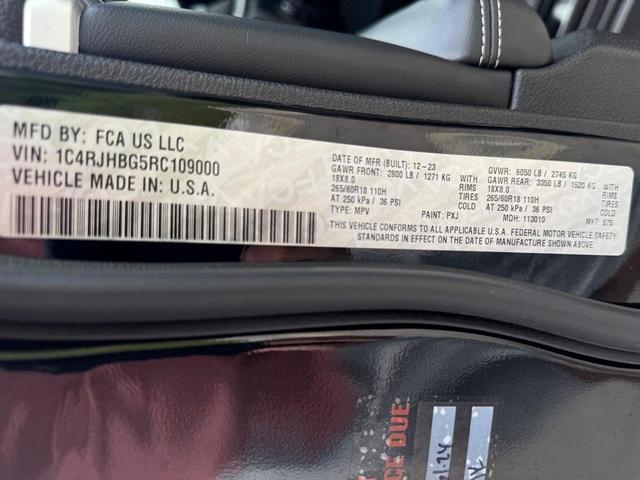 MFD BY: FCA US LLC
VIN: 1C4RJHBG5RC109000
VEHICLE MADE IN: U.S.A.
DATE OF MFR (BUILT): 12-23 GVWR: 6050 LB / 2745 KG
GAWR FRONT: 2800 LB / 1271 KG WITH GAWR REAR: 3350 LB / 1520 KG WITH
18X8.0 RIMS 18X8.0 RIMS
265/60R18 110H TIRES 265/60R18 110H TIRES
AT 250 kPa / 36 PSI COLD AT 250 kPa / 36 PSI COLD
TYPE: MPV PAINT: PXJ MDH: 113010 MKT: 875
THIS VEHICLE CONFORMS TO ALL APPLICABLE U.S.A. FEDERAL MOTOR VEHICLE SAFETY
STANDARDS IN EFFECT ON THE DATE OF MANUFACTURE SHOWN ABOVE.
DUE